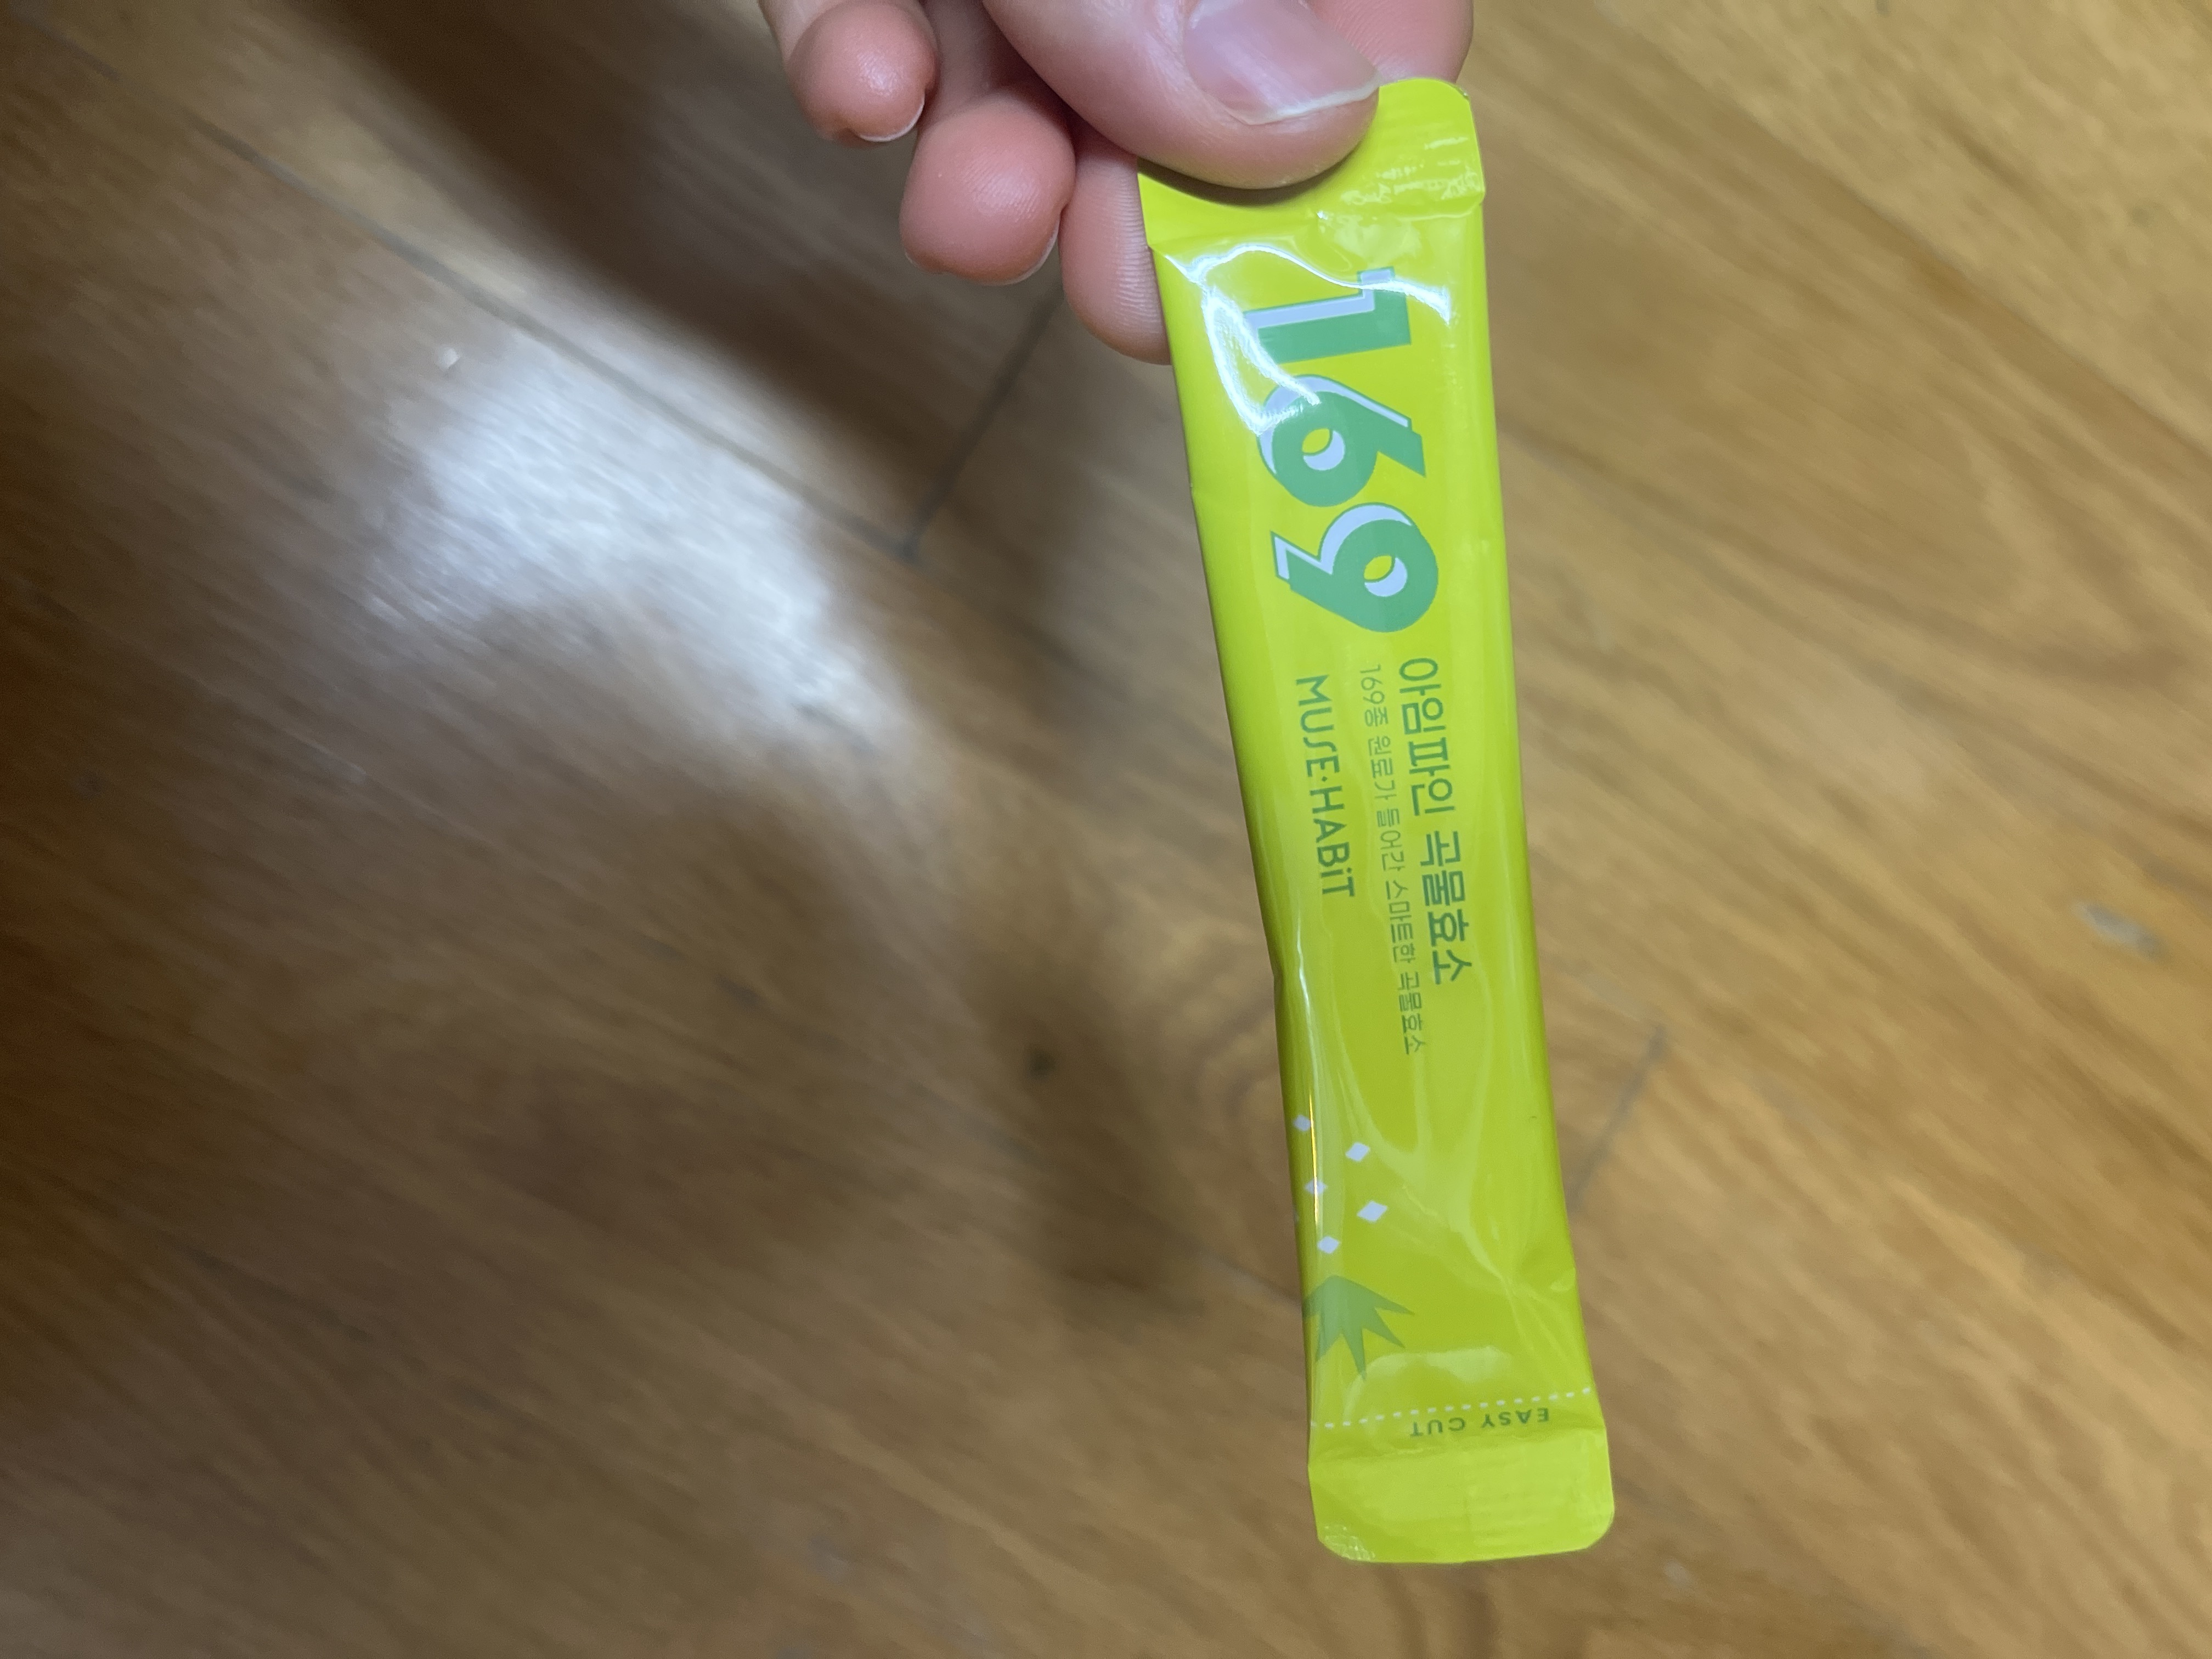 169
아임파인 곡물효소
169종 원료가 들어간 스마트한 곡물효소
MUSE·HABiT
EASY CUT